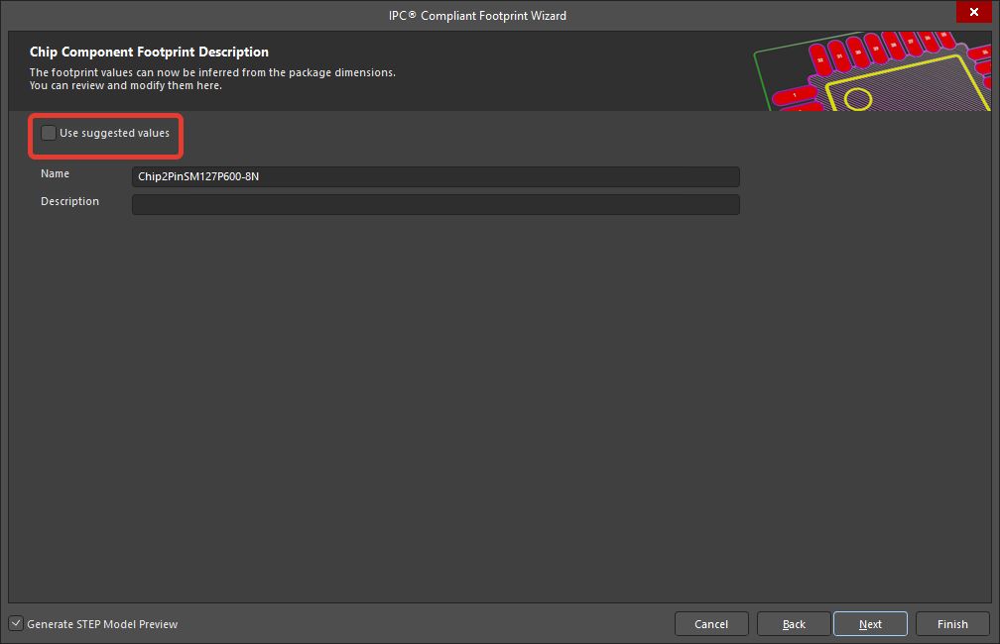 IPC® Compliant Footprint Wizard
Chip Component Footprint Description
The footprint values can now be inferred from the package dimensions.
You can review and modify them here.
Use suggested values
Name
Chip2PinSM127P600-8N
Description
Generate STEP Model Preview
Cancel
Back
Next
Finish